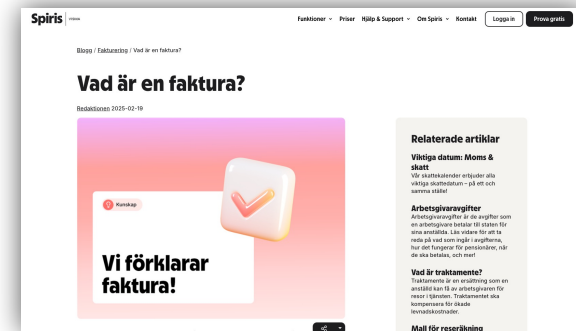 Spiris | VISMA
Funktioner Priser Hjälp & Support Om Spiris Kontakt Logga in Prova gratis
Blogg / Fakturering / Vad är en faktura?
Vad är en faktura?
Redaktionen 2025-02-19
Kunskap
Vi förklarar
faktura!
Relaterade artiklar
Viktiga datum: Moms &
skatt
Vår skattekalender erbjuder alla
viktiga skattedatum – på ett och
samma ställe!
Arbetsgivaravgifter
Arbetsgivaravgifter är de avgifter som
en arbetsgivare betalar till staten för
sina anställda. Läs vidare för att ta
reda på vad som ingår i avgifterna,
hur det fungerar för pensionärer, när
de ska betalas, och mer!
Vad är traktamente?
Traktamente är en ersättning som en
anställd kan få av arbetsgivaren för
resor i tjänsten. Traktamentet ska
kompensera för ökade
levnadskostnader.
Mall för reseräkning